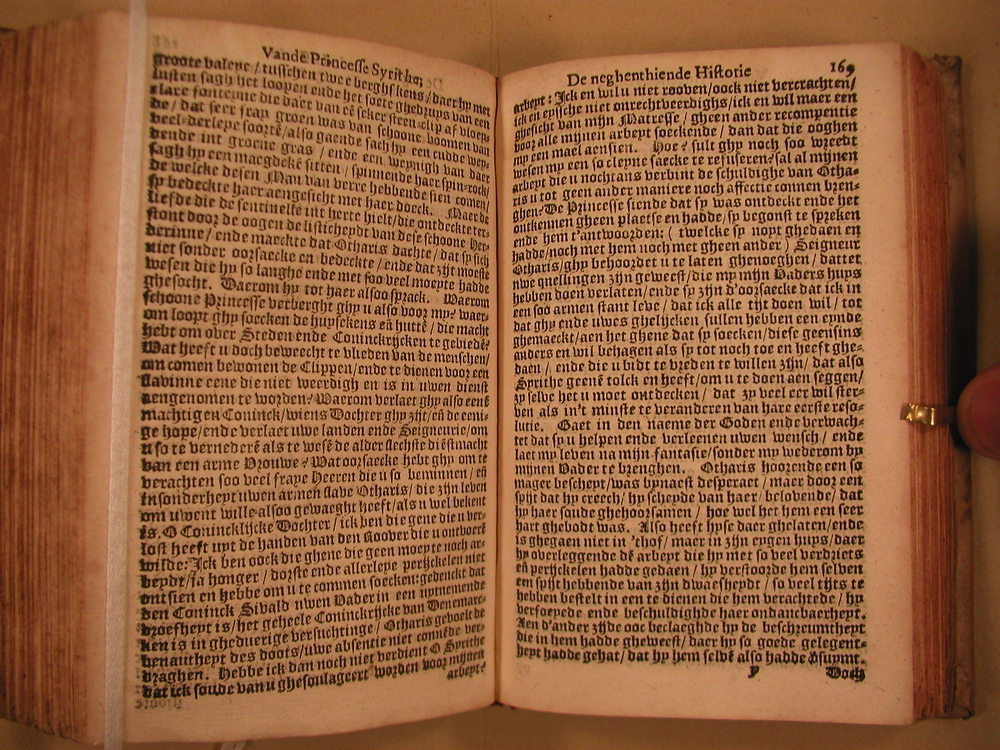 Vandē Princesse Syritha,
groote valeye / tusschen twee berghskens / daer hy met
lusten sagh het loopen ende het soete ghedruys van een
clare fonteyne die daer van eē seker steen-clip af vloeyde
/ dat seer fray groen was van schoone boomen van
veel-derleye soortē / also gaende sach hy een cudde wey-
dende int groene gras / ende een weynigh van daer
sagh hy een maegdekē sitten / spinnende haer spin-rock /
de welcke desen Man van verre hebbende sien comen /
sy bedeckte haer aengesicht met haer doeck. Maer de
liefde die de sentinelle int herte hielt / die ontdeckte ter-
stont door de oogen de listicheydt van dese schoone Her-
derinne / ende maeckte dat Otharis dachte / dat sy sich
niet sonder oorsaecke en bedeckte / ende dat zijt moeste
wesen die hy so langhe ende met soo veel moeyte hadde
ghesocht. Waerom hy tot haer alsoo sprack. Waerom
schoone Princesse verberght ghy u alsoo voor my? waer-
om loopt ghy soecken de huyskens eñ huttē / die macht
hebt om over Steden ende Coninckrijcken te gebiedē?
Wat heeft u doch beweecht te vlieden van de menschen /
om comen bewonen de Clippen / ende te dienen voor een
slavinne eene die niet weerdigh en is in uwen dienst
aengenomen te worden? Waerom verlaet ghy also eenē
machtigen Coninck / wiens Dochter ghy zijt / eñ de eeni-
ge hope / ende verlaet uwe landen ende Seigneurie / om
u so te vernederē als te wesē de alder slechste diēstmacht
van een arme Vrouwe? Wat oorsaecke hebt ghy om te
verachten soo veel fraye Heeren die u so beminnen / eñ
insonderheyt uwen armen slave Otharis / die zijn leven
om uwent wille alsoo gewaeght heeft / als u wel bekent
is. O Coninckliicke Dochter / ick ben die gene die u ver-
lost heeft uyt de handen van den Roover die u ontvoerē
wilde: Ick ben oock die ghene die geen moeyte noch ar-
beydt / ja honger / dorste ende allerleye perijckelen niet
ontsien en hebbe om u te commen soecken: gedenckt dat
den Coninck Sivald uwen Vader in een uytnemende
droefheyt is / het geheele Coninckrijcke van Denemarc-
ken is in gheduerige versuchtinge / Otharis gevoelt de
benautheyt des doots / uwe absentie niet connēde ver-
draghen. Hebbe ick dan noch niet verdient O Syrithe
dat ick soude van u ghesoulageert worden voor mijnen
arbeyt?
De neghenthiende Historie 169
arbeyt: Ick en wil u niet rooven / oock niet vercrachten /
ick en eyssche niet onrechtveerdighs / ick en wil maer een
ghesicht van mijn Matresse / gheen ander recompentie
voor alle mijnen arbeyt soeckende / dan dat die ooghen
my een mael aensien. Hoe? sult ghy noch soo wreedt
wesen my een so cleyne saecke te refuseren? sal al mijnen
arbeyt die u nochtans verbint de schuldighe van Otha-
ris u tot geen ander maniere noch affectie connen bren-
ghen? De Princesse siende dat sy was ontdeckt ende het
ontkennen gheen plaetse en hadde / sy begonst te spreken
ende hem t'antwoorden: ( twelcke sy noyt ghedaen en
hadde / noch met hem noch met gheen ander ) Seigneur
Otharis / ghy behoordet u te laten ghenoeghen / dattet
uwe quellingen zijn geweest / die my mijn Vaders huys
hebben doen verlaten / ende sy zijn d'oorsaecke dat ick in
een soo armen stant leve / dat ick alle tijt doen wil / tot
dat ghy ende uwes ghelijcken sullen hebben een eynde
ghemaeckt / aen het ghene dat sy soecken / diese geensins
anders en wil behagen als sy tot noch toe en heeft ghe-
daen / ende die u bidt te vreden te willen zijn / dat also
Syrithe geenē tolck en heeft / om u te doen aen seggen /
zy selve het u moet ontdecken / dat zy veel eer wil ster-
ven als in't minste te veranderen van hare eerste reso-
lutie. Gaet in den naeme der Goden ende verwach-
tet dat sy u helpen ende verleenen uwen wensch / ende
laet my leven na mijn fantasie / sonder my wederom by
mijnen Vader te brenghen. Otharis hoorende een so
mager bescheyt / was bynaest desperaet / maer door een
spijt dat hy creech / hy scheyde van haer / belovende / dat
hy haer soude ghehoorsamen / hoe wel het hem een seer
hart ghebodt was. Also heeft hyse daer ghelaten / ende
is ghegaen niet in 'thof / maer in zijn eygen huys / daer
hy overleggende dē arbeyt die hy met so veel verdriets
eñ perijckelen hadde gedaen / hy verstoorde hem selven
een spijt hebbende van zijn dwaesheydt / so veel tijts te
hebben bestelt in een te dienen die hem verachtede / hy
verfoeyede ende beschuldighde haer ondancbaerheyt.
Aen d'ander zijde ooc beclaeghde hy de beschremtheyt
die in hem hadde gheweest / daer hy so goede gelegent-
heyt hadde gehat / dat hy hem selvē also hadde
y Doch